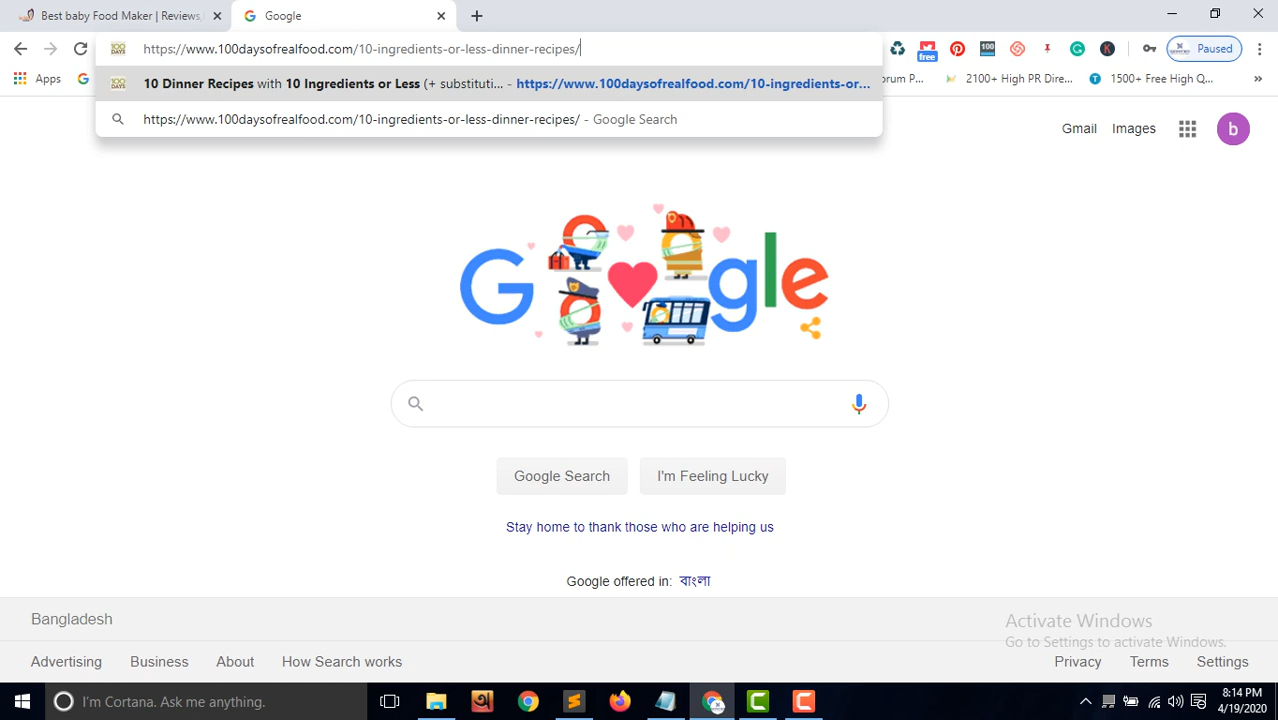 Best baby Food Maker | Reviews,
Google
https://www.100daysofrealfood.com/10-ingredients-or-less-dinner-recipes/
free
100
Paused
10 Dinner Recipes with 10 Ingredients or Less (+ substituti... - https://www.100daysofrealfood.com/10-ingredients-or...
Apps
orum P...
2100+ High PR Dire...
1500+ Free High Q...
https://www.100daysofrealfood.com/10-ingredients-or-less-dinner-recipes/ - Google Search
Gmail
Images
b
Google
Google Search
I'm Feeling Lucky
Stay home to thank those who are helping us
Google offered in: বাংলা
Bangladesh
Activate Windows
Go to Settings to activate Windows.
Advertising
Business
About
How Search works
Privacy
Terms
Settings
I'm Cortana. Ask me anything.
8:14 PM
4/19/2020